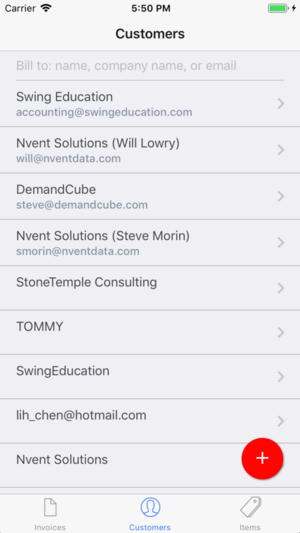 Carrier 5:50 PM
Customers
Bill to: name, company name, or email
Swing Education
accounting@swingeducation.com
Nvent Solutions (Will Lowry)
will@nventdata.com
DemandCube
steve@demandcube.com
Nvent Solutions (Steve Morin)
smorin@nventdata.com
StoneTemple Consulting
TOMMY
SwingEducation
lih_chen@hotmail.com
Nvent Solutions
+
Invoices Customers Items